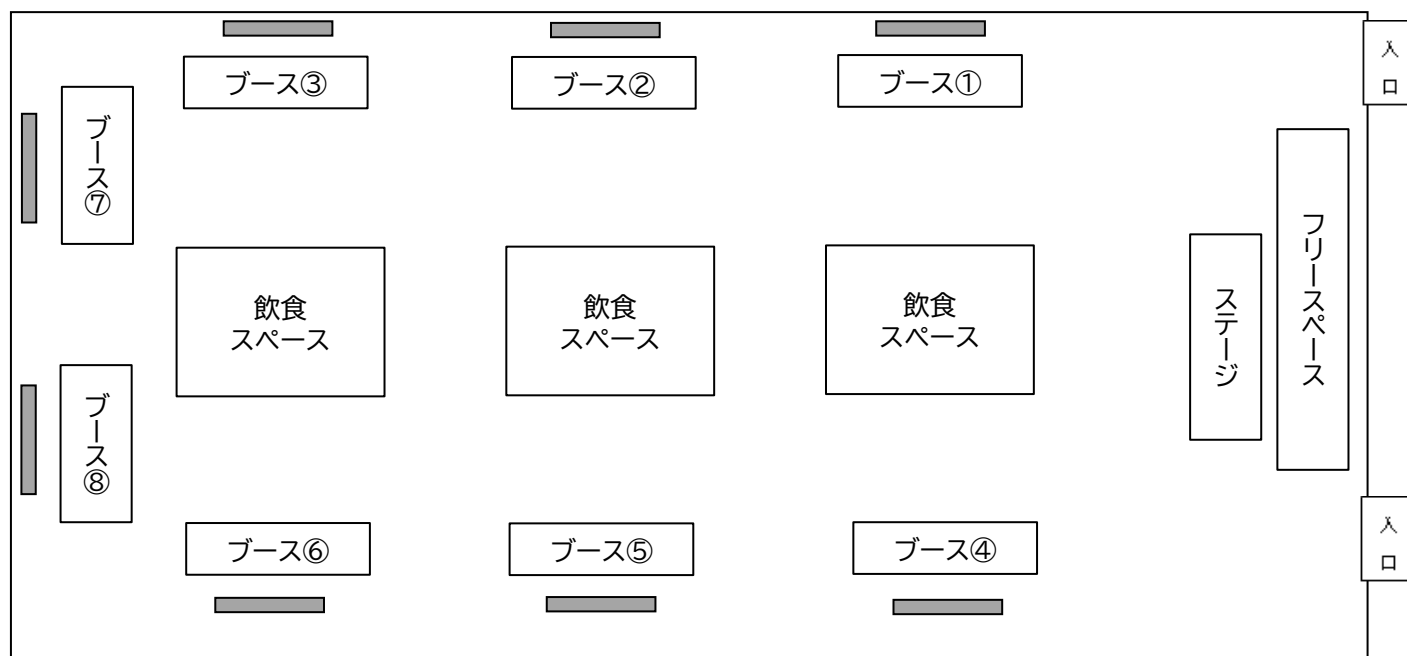 ブース③
ブース②
ブース①
入口
ブース⑦
フリースペース
飲食
スペース
飲食
スペース
飲食
スペース
ステージ
ブース⑧
ブース⑥
ブース⑤
ブース④
入口